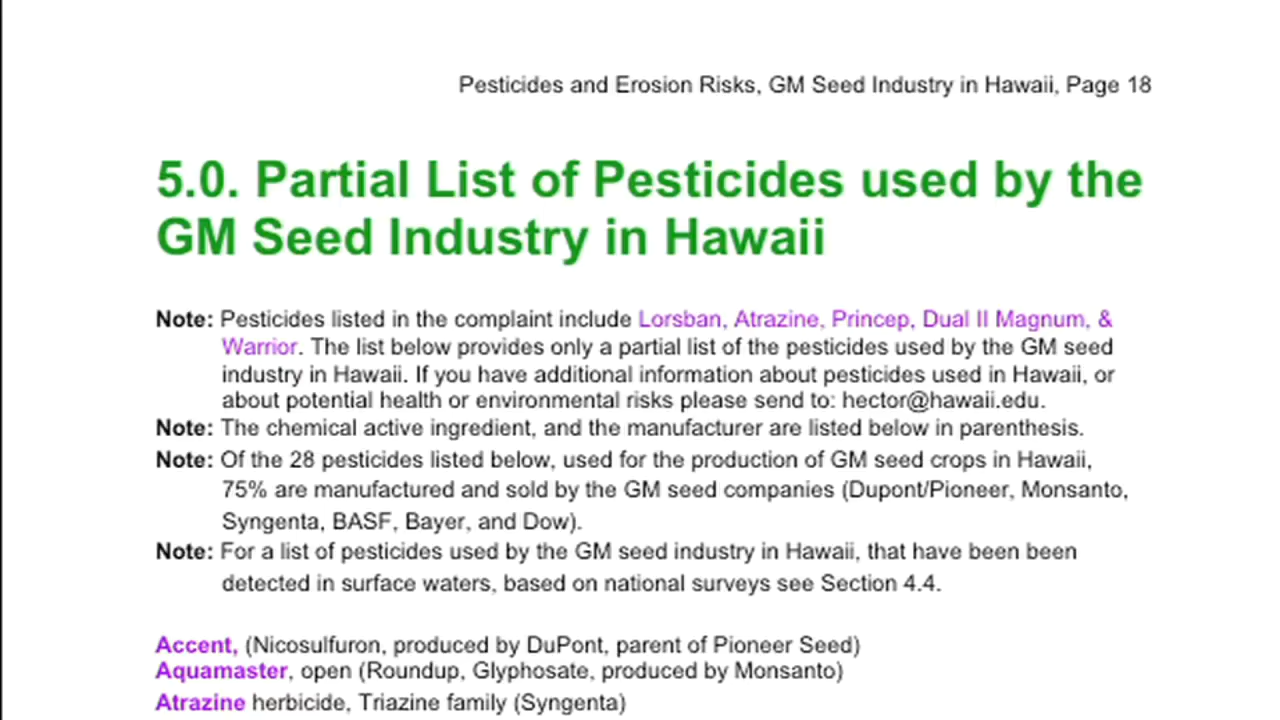 Pesticides and Erosion Risks, GM Seed Industry in Hawaii, Page 18
5.0. Partial List of Pesticides used by the
GM Seed Industry in Hawaii
Note: Pesticides listed in the complaint include Lorsban, Atrazine, Princep, Dual II Magnum, &
Warrior. The list below provides only a partial list of the pesticides used by the GM seed
industry in Hawaii. If you have additional information about pesticides used in Hawaii, or
about potential health or environmental risks please send to: hector@hawaii.edu.
Note: The chemical active ingredient, and the manufacturer are listed below in parenthesis.
Note: Of the 28 pesticides listed below, used for the production of GM seed crops in Hawaii,
75% are manufactured and sold by the GM seed companies (Dupont/Pioneer, Monsanto,
Syngenta, BASF, Bayer, and Dow).
Note: For a list of pesticides used by the GM seed industry in Hawaii, that have been been
detected in surface waters, based on national surveys see Section 4.4.
Accent, (Nicosulfuron, produced by DuPont, parent of Pioneer Seed)
Aquamaster, open (Roundup, Glyphosate, produced by Monsanto)
Atrazine herbicide, Triazine family (Syngenta)